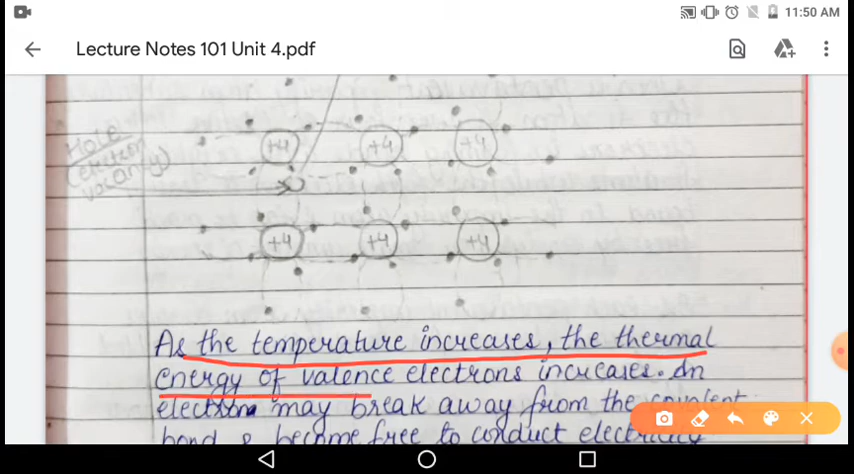 11:50 AM
Lecture Notes 101 Unit 4.pdf
Hole
(electron
vacancy)
+4 +4 +4
+4 +4 +4
As the temperature increases, the thermal
energy of valence electrons increases. An
electron may break away from the covalent
bond & become free to conduct electricity